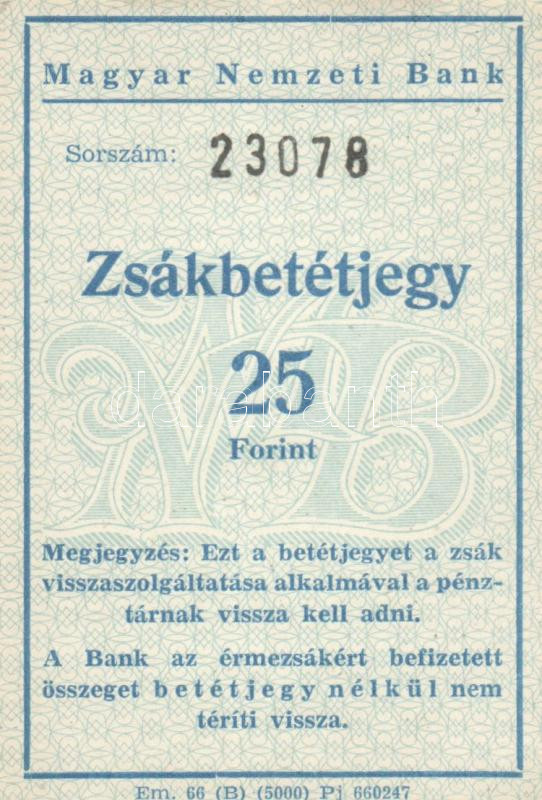 Magyar Nemzeti Bank
Sorszám: 23078
Zsákbetétjegy
25
Forint
darabanth
Megjegyzés: Ezt a betétjegyet a zsák
visszaszolgáltatása alkalmával a pénz-
tárnak vissza kell adni.
A Bank az érmezsákért befizetett
összeget betétjegy nélkül nem
téríti vissza.
Em. 66 (B) (5000) Pj 660247